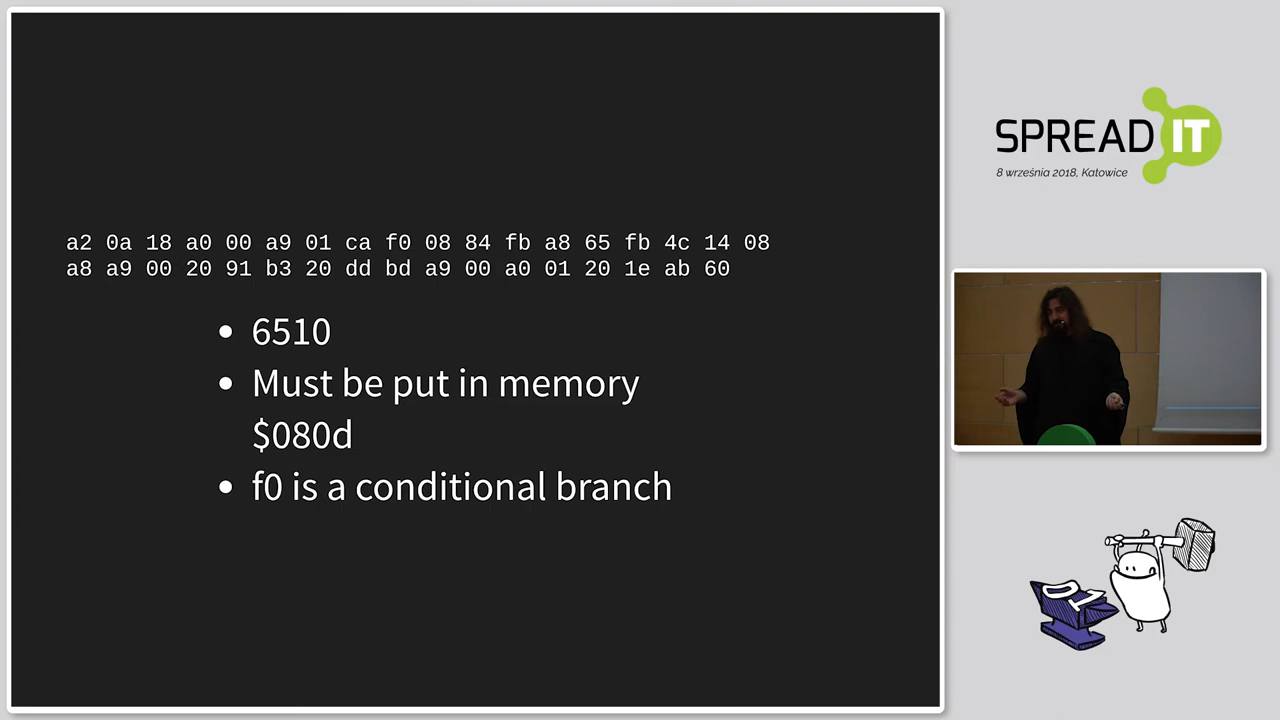 a2 0a 18 a0 00 a9 01 ca f0 08 84 fb a8 65 fb 4c 14 08
a8 a9 00 20 91 b3 20 dd bd a9 00 a0 01 20 1e ab 60
• 6510
• Must be put in memory
$080d
• f0 is a conditional branch
SPREAD IT
8 września 2018, Katowice
01